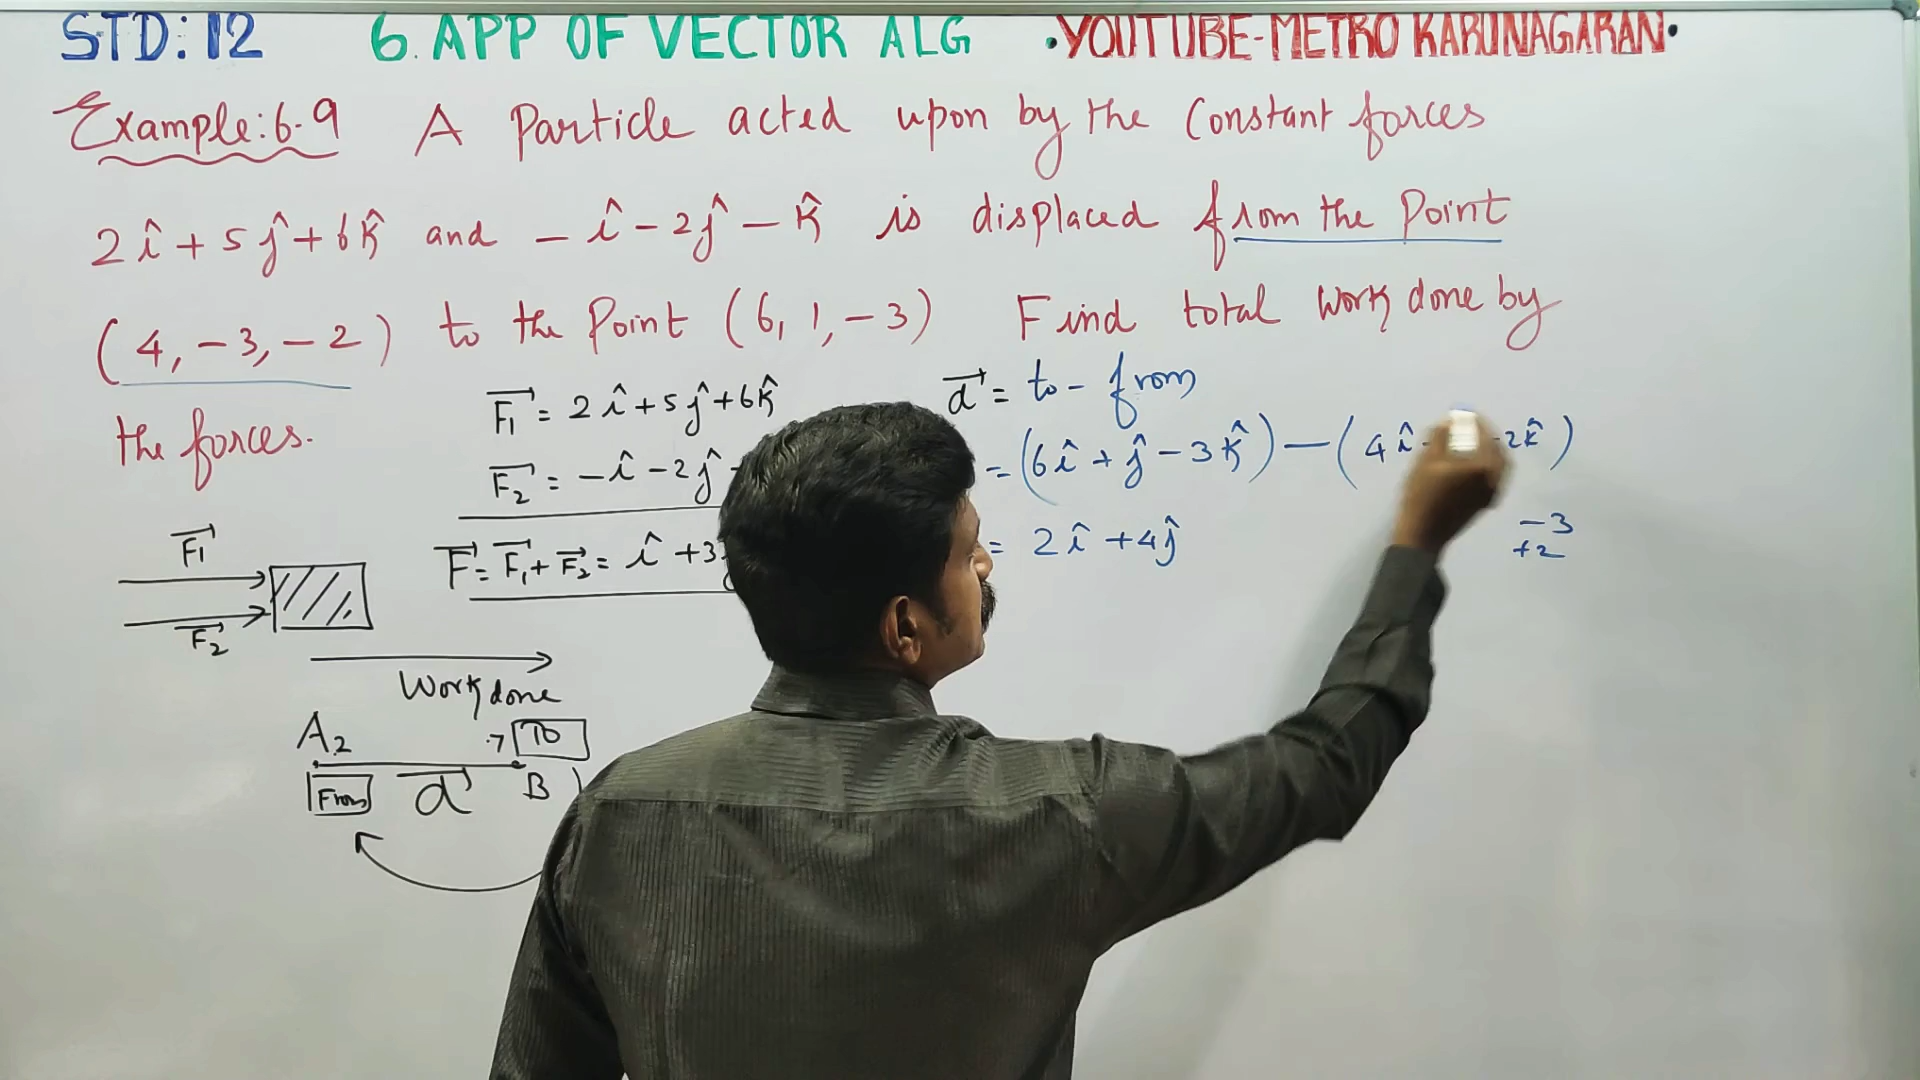 STD: 12 6. APP OF VECTOR ALG • YOUTUBE-METRO KARUNAGARAN •
Example: 6.9 A Particle acted upon by the Constant forces
2î + 5ĵ + 6k̂ and - î - 2ĵ - k̂ is displaced from the Point
(4, -3, -2) to the Point (6, 1, -3) Find total Work done by
the forces.
F₁⃗ = 2î + 5ĵ + 6k̂
F₂⃗ = -î - 2ĵ
F⃗ = F₁⃗ + F₂⃗ = î + 3
d⃗ = to - from
= (6î + ĵ - 3k̂) — (4î - 2k̂)
= 2î + 4ĵ
-3
+2
F₁⃗
F₂⃗
Work done
A 2 7 To
From d⃗ B